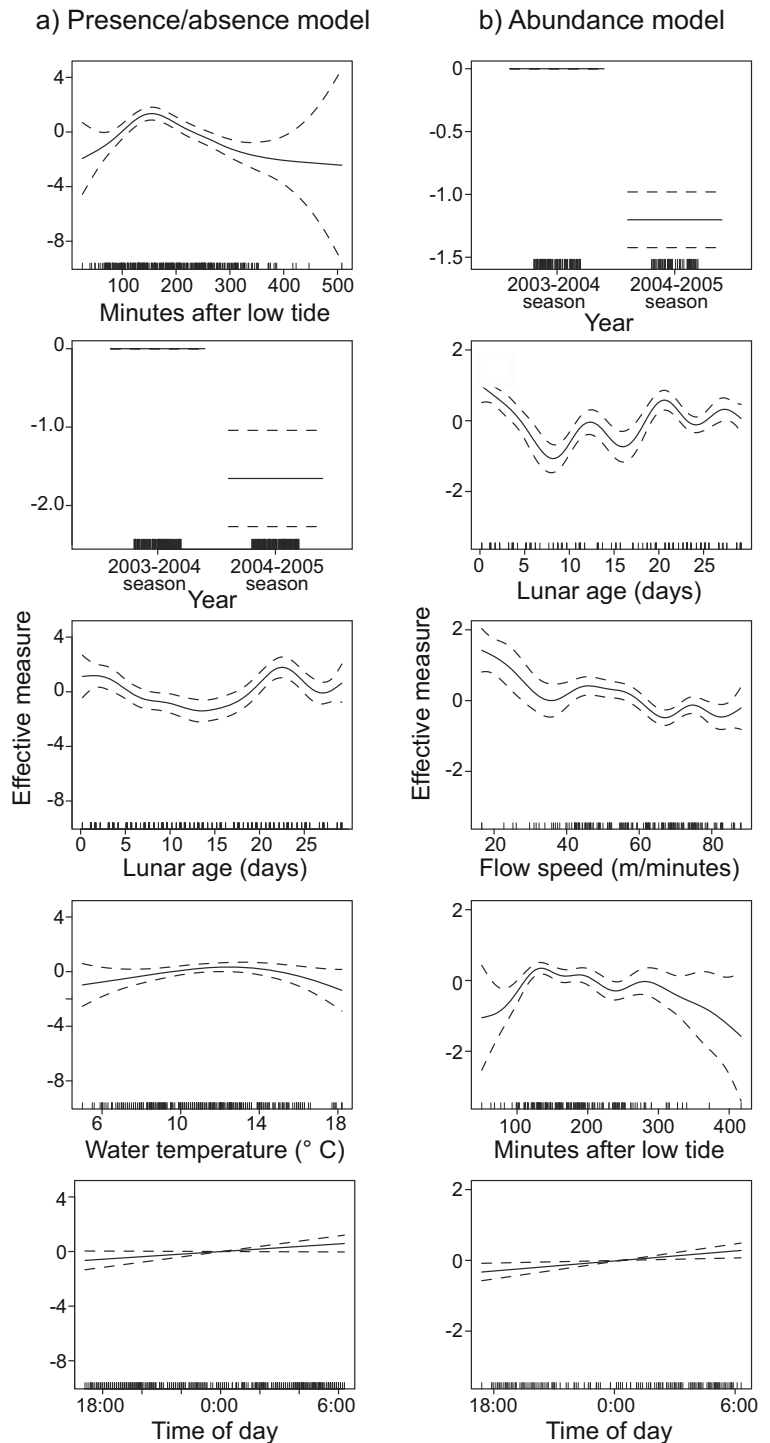 a) Presence/absence model
4
0
-4
-8
100 200 300 400 500
Minutes after low tide
0
-1.0
-2.0
2003-2004 2004-2005
season season
Year
4
0
-4
-8
0 5 10 15 20 25
Lunar age (days)
Effective measure
4
0
-4
-8
6 10 14 18
Water temperature (° C)
4
0
-4
-8
18:00 0:00 6:00
Time of day
b) Abundance model
0
-0.5
-1.0
-1.5
2003-2004 2004-2005
season season
Year
2
0
-2
0 5 10 15 20 25
Lunar age (days)
Effective measure
2
0
-2
20 40 60 80
Flow speed (m/minutes)
2
0
-2
100 200 300 400
Minutes after low tide
2
0
-2
18:00 0:00 6:00
Time of day